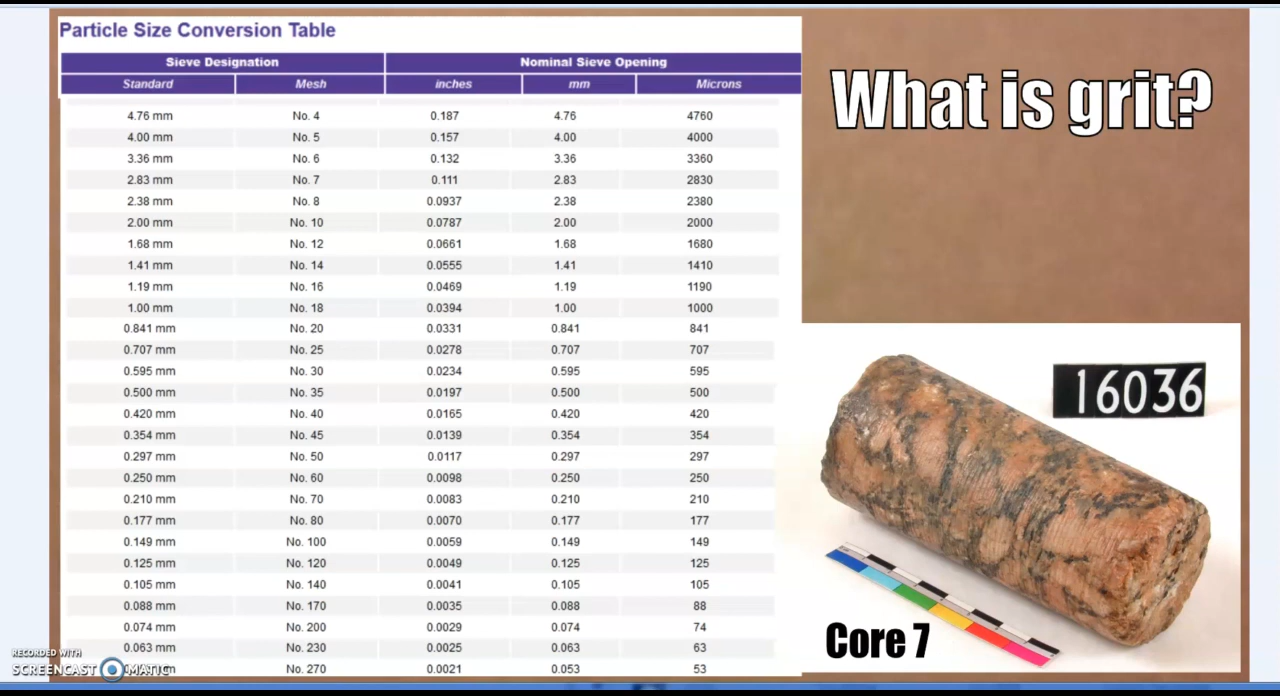 Particle Size Conversion Table
Sieve Designation Nominal Sieve Opening
Standard Mesh inches mm Microns
4.76 mm No. 4 0.187 4.76 4760
4.00 mm No. 5 0.157 4.00 4000
3.36 mm No. 6 0.132 3.36 3360
2.83 mm No. 7 0.111 2.83 2830
2.38 mm No. 8 0.0937 2.38 2380
2.00 mm No. 10 0.0787 2.00 2000
1.68 mm No. 12 0.0661 1.68 1680
1.41 mm No. 14 0.0555 1.41 1410
1.19 mm No. 16 0.0469 1.19 1190
1.00 mm No. 18 0.0394 1.00 1000
0.841 mm No. 20 0.0331 0.841 841
0.707 mm No. 25 0.0278 0.707 707
0.595 mm No. 30 0.0234 0.595 595
0.500 mm No. 35 0.0197 0.500 500
0.420 mm No. 40 0.0165 0.420 420
0.354 mm No. 45 0.0139 0.354 354
0.297 mm No. 50 0.0117 0.297 297
0.250 mm No. 60 0.0098 0.250 250
0.210 mm No. 70 0.0083 0.210 210
0.177 mm No. 80 0.0070 0.177 177
0.149 mm No. 100 0.0059 0.149 149
0.125 mm No. 120 0.0049 0.125 125
0.105 mm No. 140 0.0041 0.105 105
0.088 mm No. 170 0.0035 0.088 88
0.074 mm No. 200 0.0029 0.074 74
0.063 mm No. 230 0.0025 0.063 63
No. 270 0.0021 0.053 53
What is grit?
16036
Core 7
RECORDED WITH
SCREENCAST MATIC